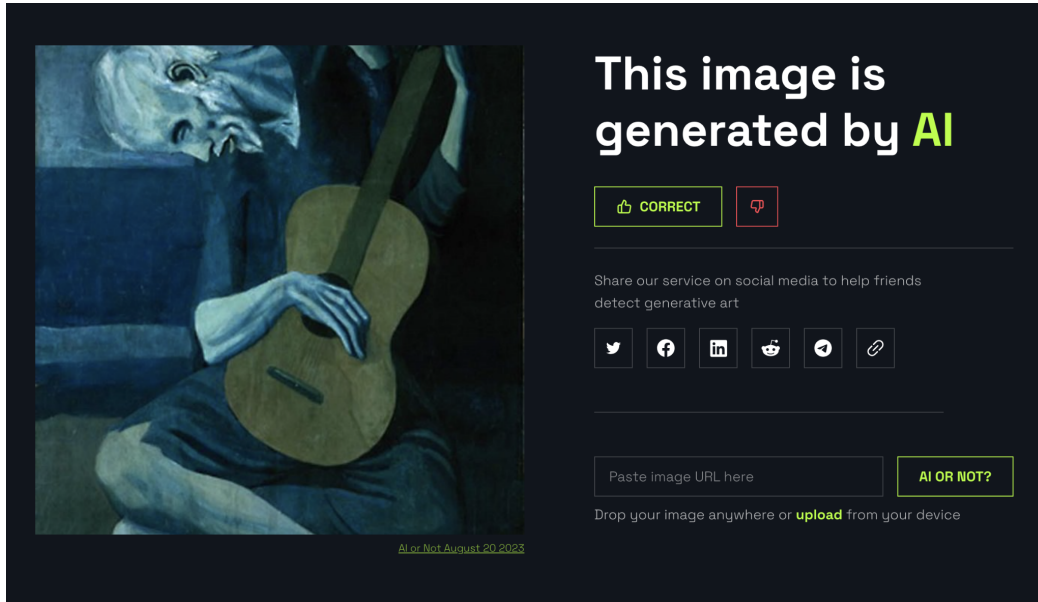 This image is
generated by AI
CORRECT
Share our service on social media to help friends
detect generative art
Paste image URL here
AI OR NOT?
Drop your image anywhere or upload from your device
AI or Not August 20 2023